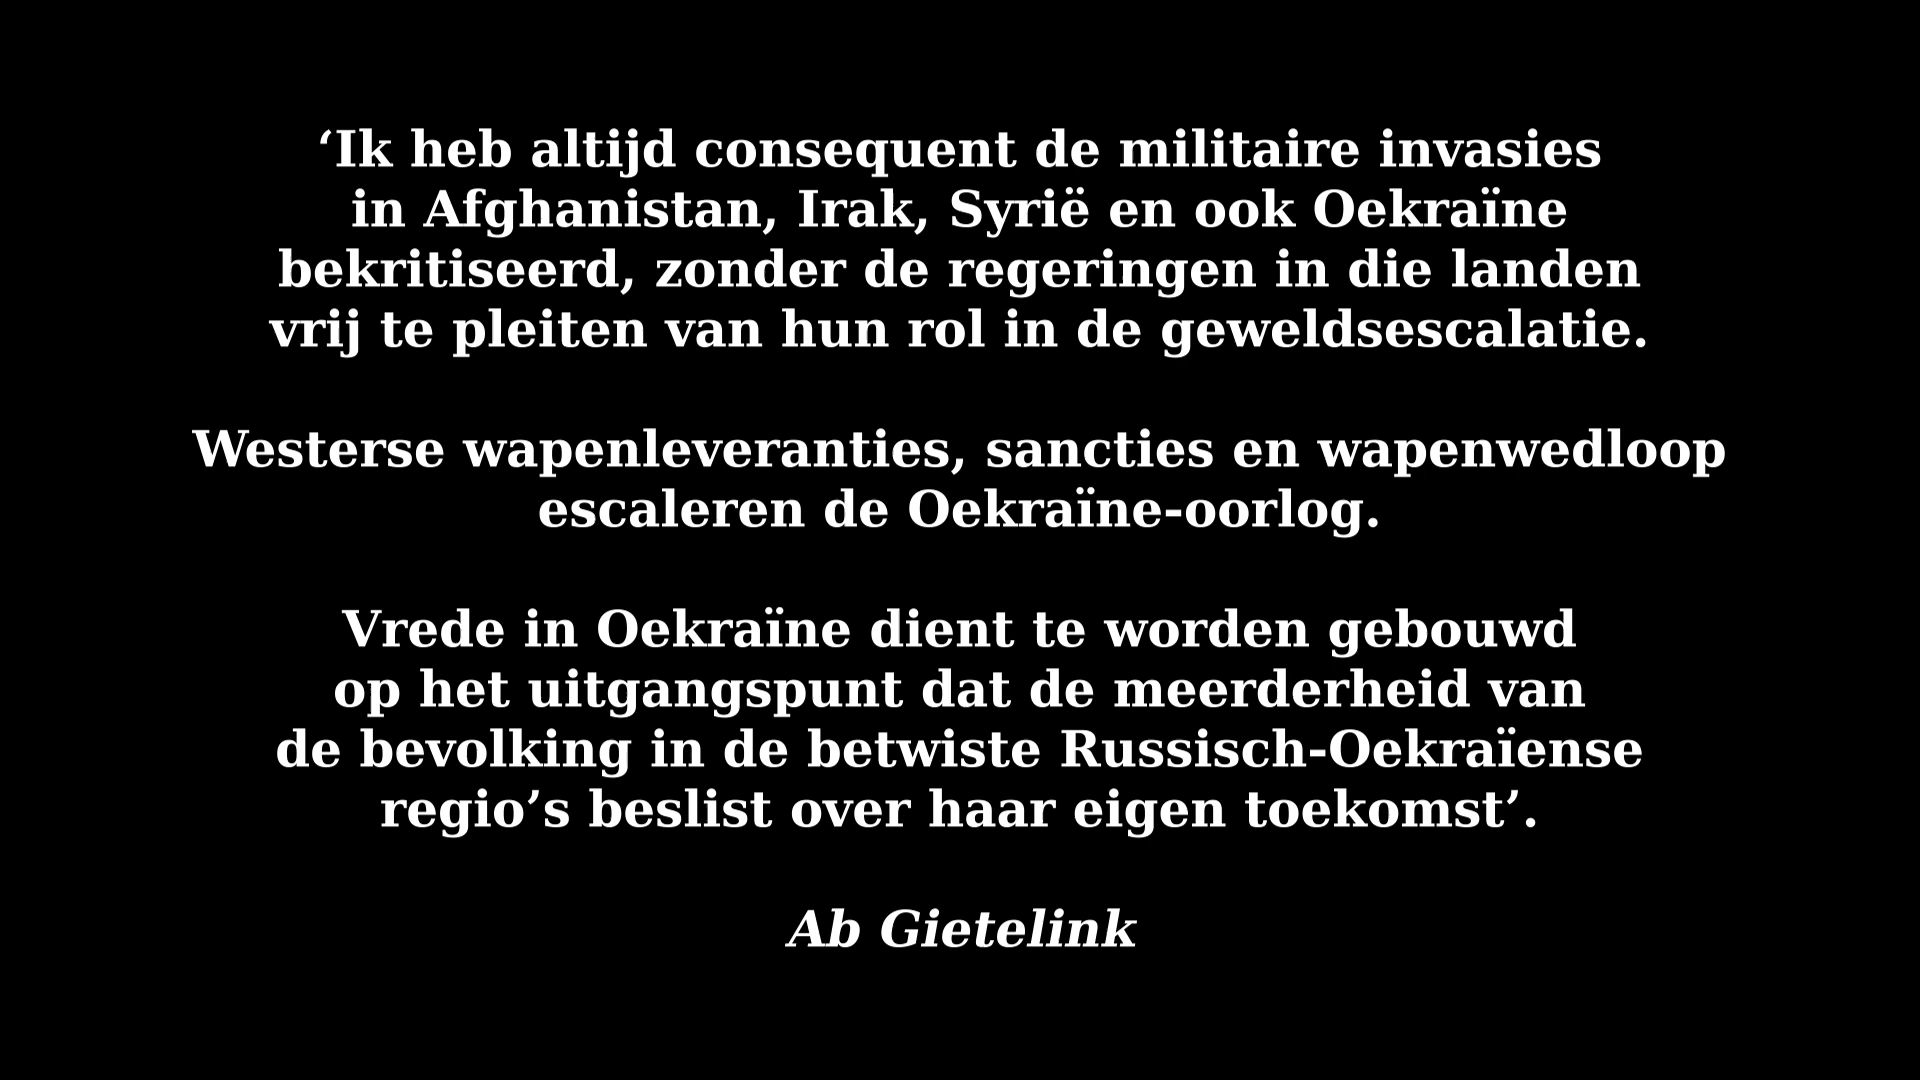 ‘Ik heb altijd consequent de militaire invasies
in Afghanistan, Irak, Syrië en ook Oekraïne
bekritiseerd, zonder de regeringen in die landen
vrij te pleiten van hun rol in de geweldsescalatie.
Westerse wapenleveranties, sancties en wapenwedloop
escaleren de Oekraïne-oorlog.
Vrede in Oekraïne dient te worden gebouwd
op het uitgangspunt dat de meerderheid van
de bevolking in de betwiste Russisch-Oekraïense
regio’s beslist over haar eigen toekomst’.
Ab Gietelink